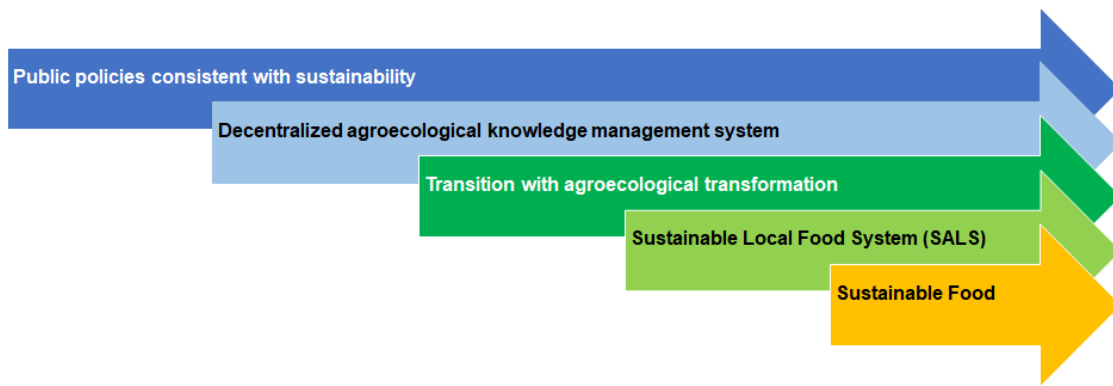 Public policies consistent with sustainability
Decentralized agroecological knowledge management system
Transition with agroecological transformation
Sustainable Local Food System (SALS)
Sustainable Food